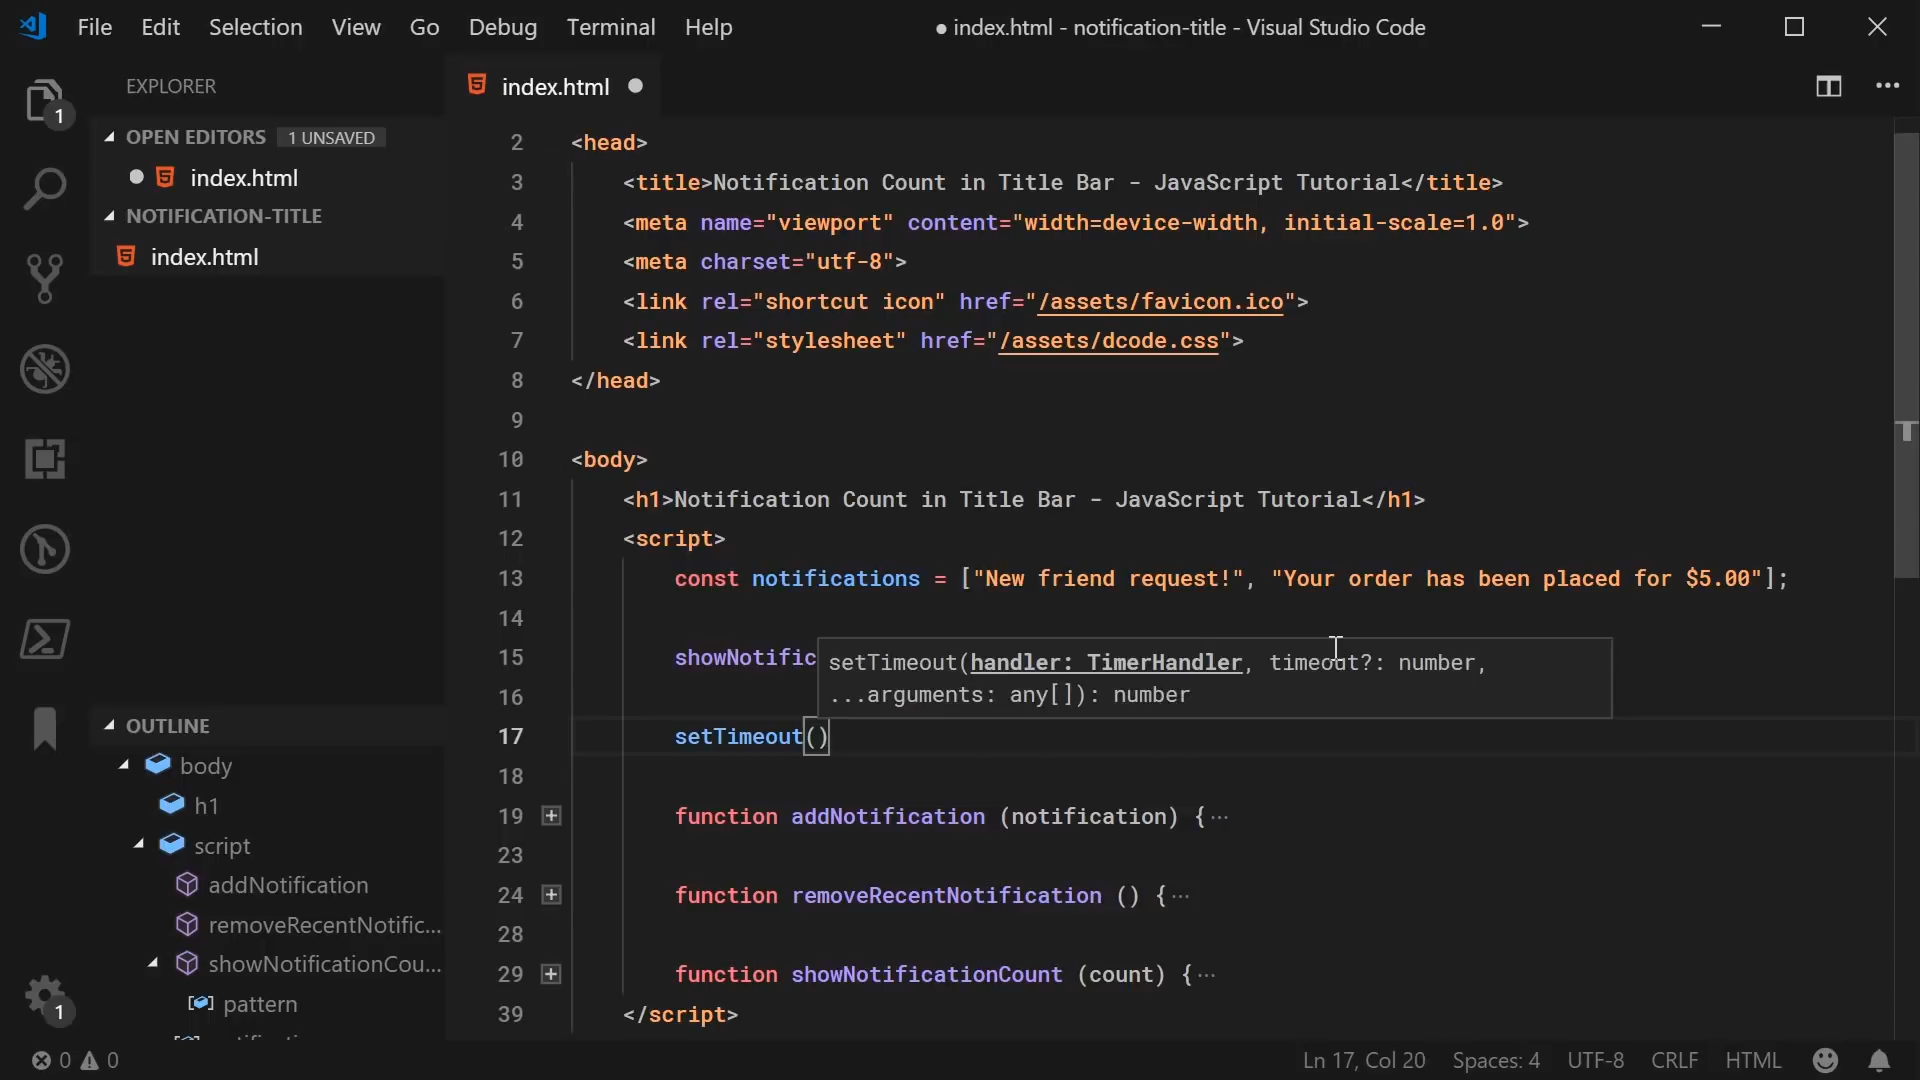 File Edit Selection View Go Debug Terminal Help
● index.html - notification-title - Visual Studio Code
EXPLORER
1
OPEN EDITORS 1 UNSAVED
index.html
NOTIFICATION-TITLE
index.html
OUTLINE
body
h1
script
addNotification
removeRecentNotific...
showNotificationCou...
pattern
1
index.html
2 <head>
3 <title>Notification Count in Title Bar - JavaScript Tutorial</title>
4 <meta name="viewport" content="width=device-width, initial-scale=1.0">
5 <meta charset="utf-8">
6 <link rel="shortcut icon" href="/assets/favicon.ico">
7 <link rel="stylesheet" href="/assets/dcode.css">
8 </head>
9
10 <body>
11 <h1>Notification Count in Title Bar - JavaScript Tutorial</h1>
12 <script>
13 const notifications = ["New friend request!", "Your order has been placed for $5.00"];
14
15 showNotific
setTimeout(handler: TimerHandler, timeout?: number,
...arguments: any[]): number
16
17 setTimeout()
18
19 function addNotification (notification) {...
23
24 function removeRecentNotification () {...
28
29 function showNotificationCount (count) {...
39 </script>
0 0
Ln 17, Col 20 Spaces: 4 UTF-8 CRLF HTML